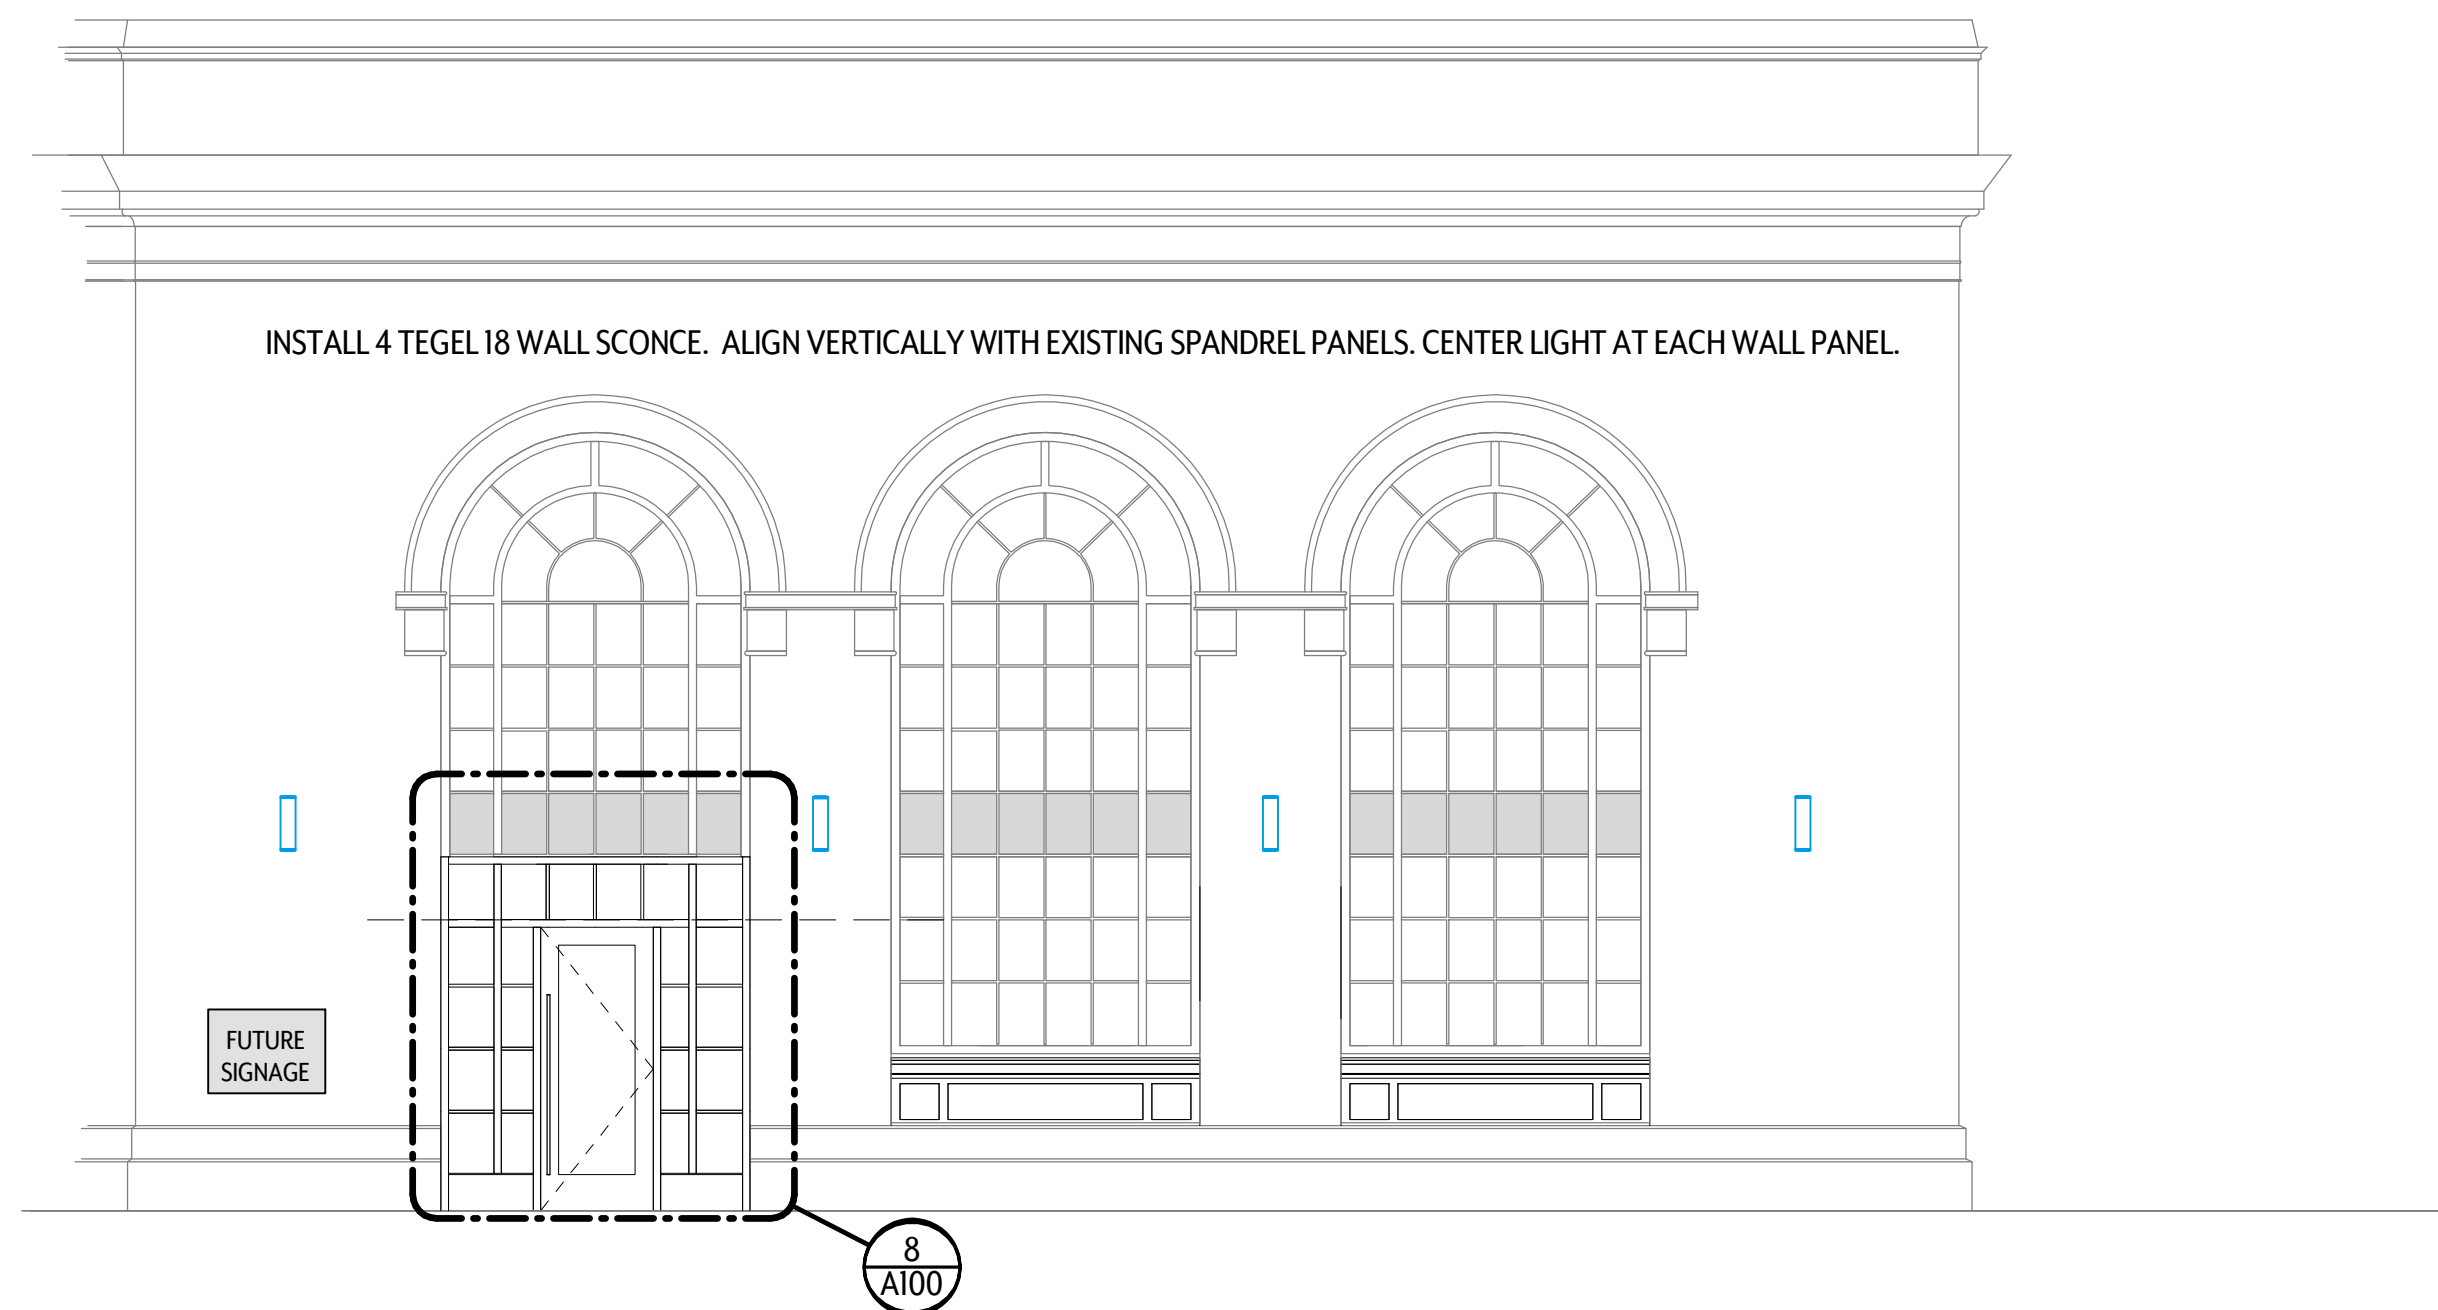 INSTALL 4 TEGEL 18 WALL SCONCE.  ALIGN VERTICALLY WITH EXISTING SPANDREL PANELS. CENTER LIGHT AT EACH WALL PANEL.
FUTURE
SIGNAGE
8
A100